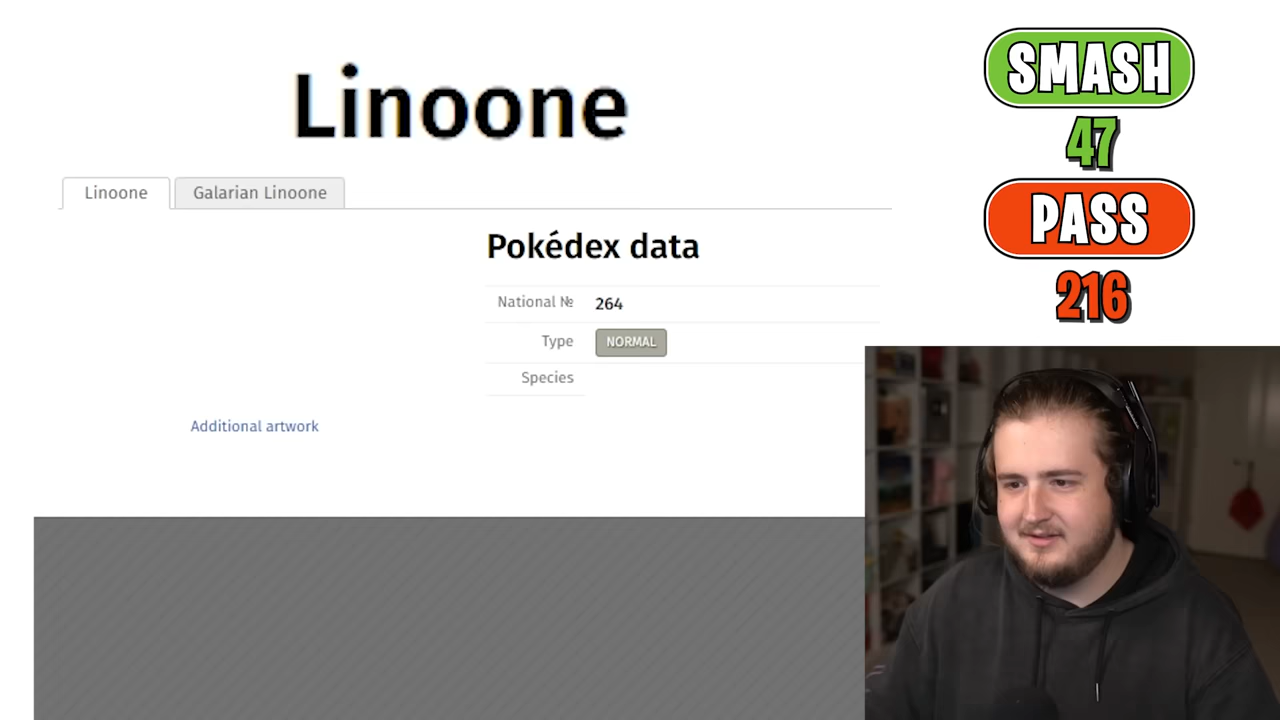 Linoone
Linoone
Galarian Linoone
Pokédex data
National №
264
Type
NORMAL
Species
Additional artwork
SMASH
47
PASS
216